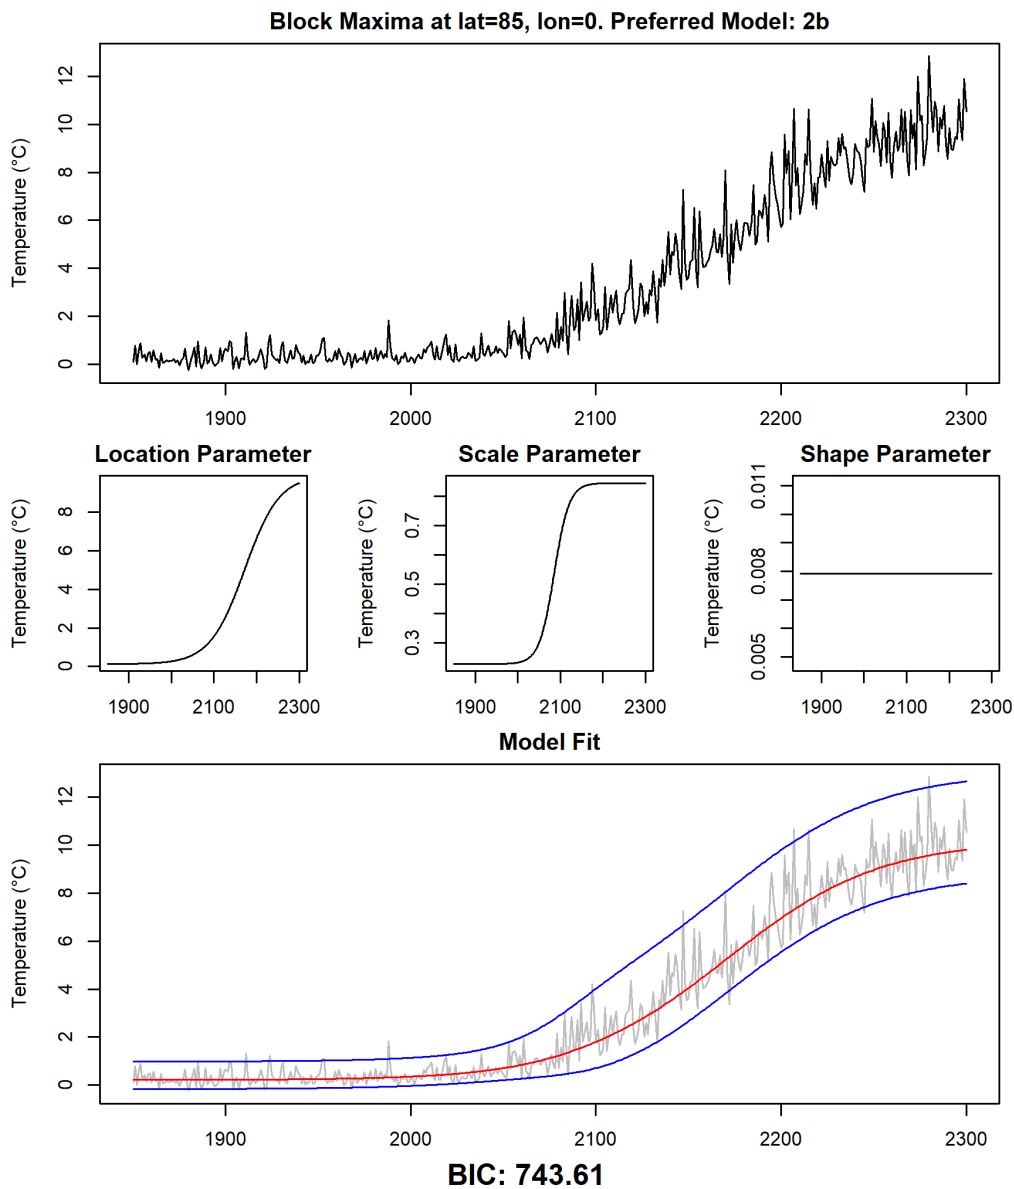 Block Maxima at lat=85, lon=0. Preferred Model: 2b
Temperature (°C)
12
10
8
6
4
2
0
1900 2000 2100 2200 2300
Location Parameter Scale Parameter Shape Parameter
Temperature (°C)
8
6
4
2
0
1900 2100 2300
Temperature (°C)
0.7
0.5
0.3
1900 2100 2300
Temperature (°C)
0.011
0.008
0.005
1900 2100 2300
Model Fit
Temperature (°C)
12
10
8
6
4
2
0
1900 2000 2100 2200 2300
BIC: 743.61